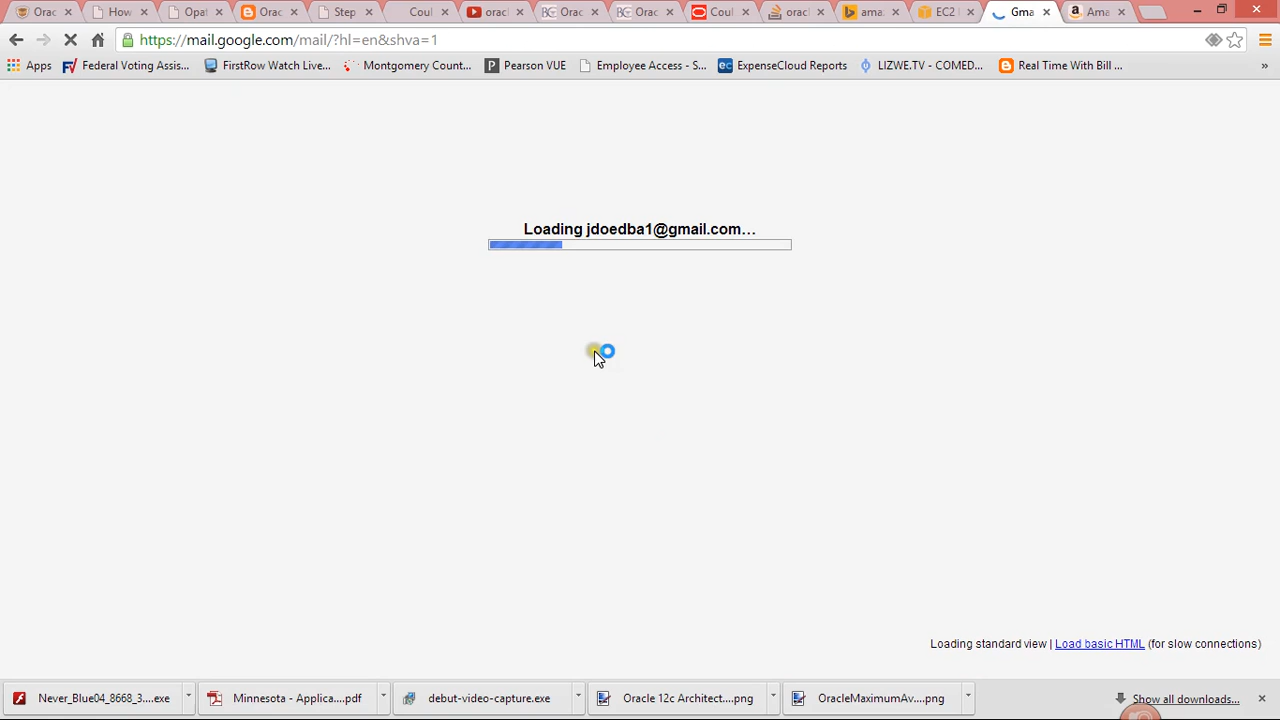 Orac
How
Opat
Orac
Step
Coul
oracl
Orac
Orac
Coul
oracl
ama
EC2
Gma
Ama
https://mail.google.com/mail/?hl=en&shva=1
Apps
Federal Voting Assis...
FirstRow Watch Live...
Montgomery Count...
Pearson VUE
Employee Access - S...
ExpenseCloud Reports
LIZWE.TV - COMED...
Real Time With Bill ...
»
Loading jdoedba1@gmail.com…
Loading standard view | Load basic HTML (for slow connections)
Never_Blue04_8668_3....exe
Minnesota - Applica....pdf
debut-video-capture.exe
Oracle 12c Architect....png
OracleMaximumAv....png
Show all downloads...